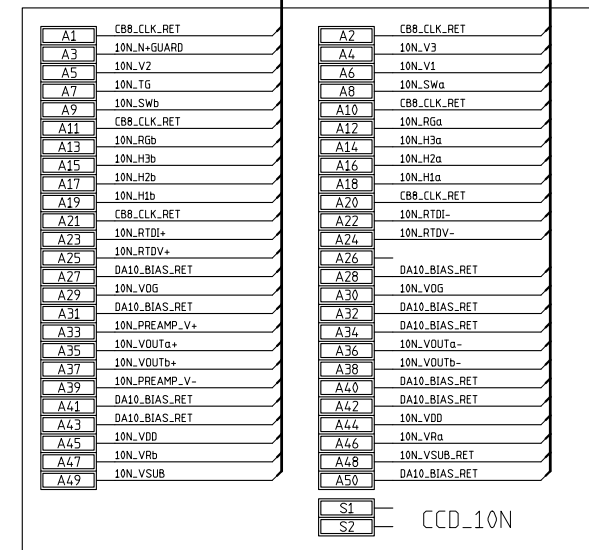 A1 CB8_CLK_RET
A3 10N_N+GUARD
A5 10N_V2
A7 10N_TG
A9 10N_SWb
A11 CB8_CLK_RET
A13 10N_RGb
A15 10N_H3b
A17 10N_H2b
A19 10N_H1b
A21 CB8_CLK_RET
A23 10N_RTDI+
A25 10N_RTDV+
A27 DA10_BIAS_RET
A29 10N_VOG
A31 DA10_BIAS_RET
A33 10N_PREAMP_V+
A35 10N_VOUTa+
A37 10N_VOUTb+
A39 10N_PREAMP_V-
A41 DA10_BIAS_RET
A43 DA10_BIAS_RET
A45 10N_VDD
A47 10N_VRb
A49 10N_VSUB
A2 CB8_CLK_RET
A4 10N_V3
A6 10N_V1
A8 10N_SWa
A10 CB8_CLK_RET
A12 10N_RGa
A14 10N_H3a
A16 10N_H2a
A18 10N_H1a
A20 CB8_CLK_RET
A22 10N_RTDI-
A24 10N_RTDV-
A26
A28 DA10_BIAS_RET
A30 10N_VOG
A32 DA10_BIAS_RET
A34 DA10_BIAS_RET
A36 10N_VOUTa-
A38 10N_VOUTb-
A40 DA10_BIAS_RET
A42 DA10_BIAS_RET
A44 10N_VDD
A46 10N_VRa
A48 10N_VSUB_RET
A50 DA10_BIAS_RET
S1
S2
CCD_10N